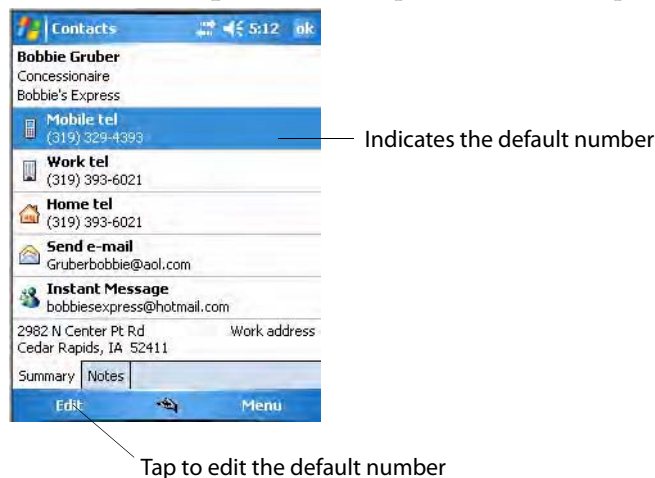 Contacts 5:12 ok
Bobbie Gruber
Concessionaire
Bobbie's Express
Mobile tel
(319) 329-4393
Indicates the default number
Work tel
(319) 393-6021
Home tel
(319) 393-6021
Send e-mail
Gruberbobbie@aol.com
Instant Message
bobbiesexpress@hotmail.com
2982 N Center Pt Rd Work address
Cedar Rapids, IA 52411
Summary Notes
Edit Menu
Tap to edit the default number